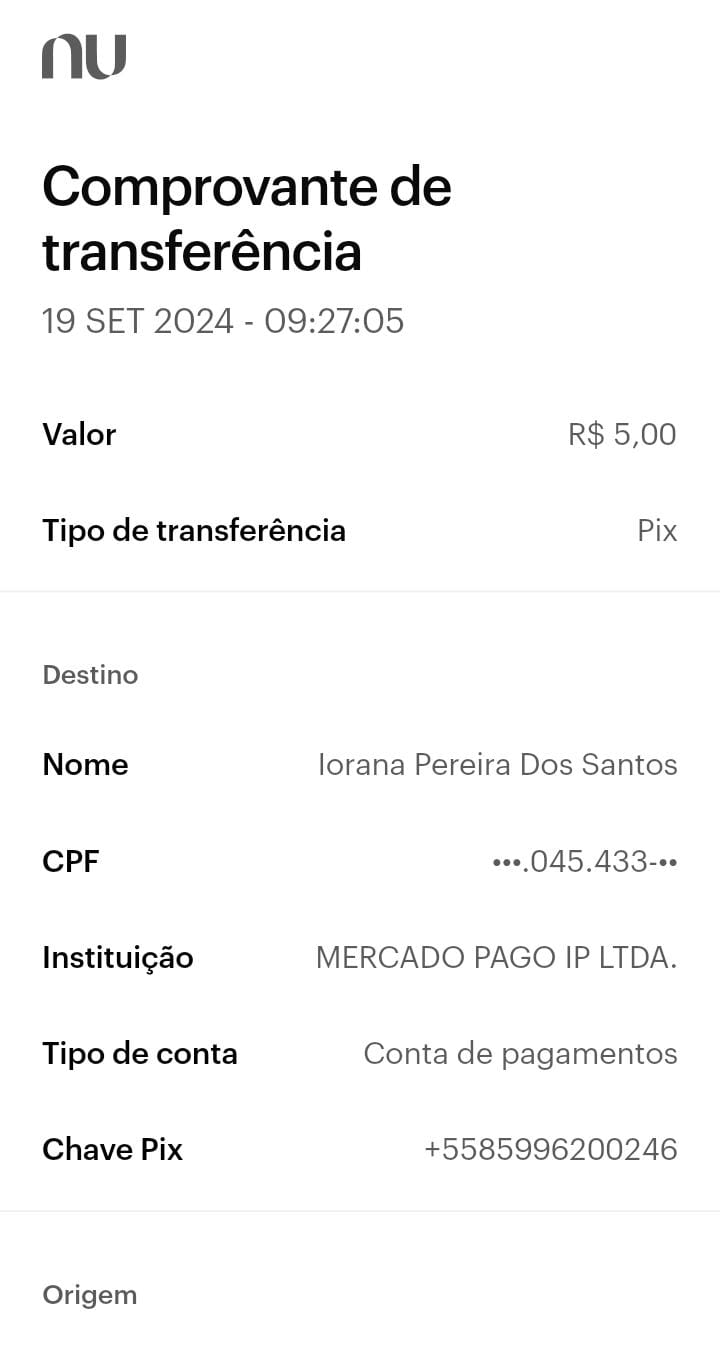 nu
Comprovante de
transferência
19 SET 2024 - 09:27:05
Valor R$ 5,00
Tipo de transferência Pix
Destino
Nome Iorana Pereira Dos Santos
CPF •••.045.433-••
Instituição MERCADO PAGO IP LTDA.
Tipo de conta Conta de pagamentos
Chave Pix +5585996200246
Origem